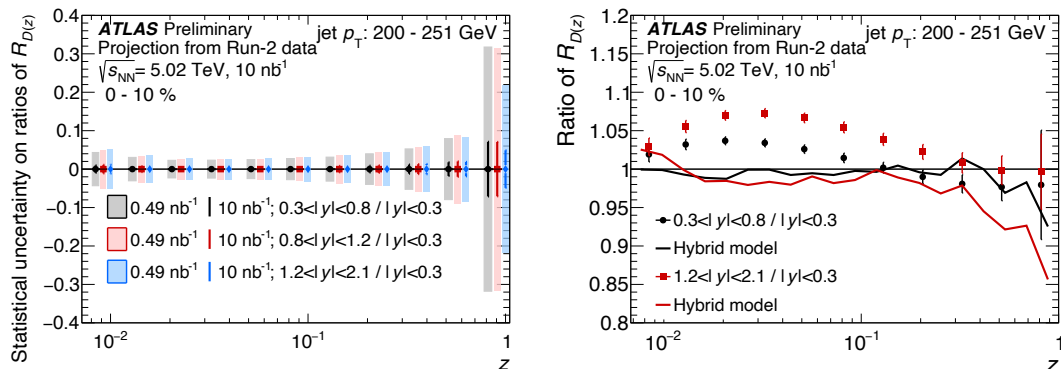 Statistical uncertainty on ratios of R_D(z)
0.4
0.3
0.2
0.1
0
−0.1
−0.2
−0.3
−0.4
ATLAS Preliminary
jet p_T: 200 - 251 GeV
Projection from Run-2 data
√s_NN = 5.02 TeV, 10 nb⁻¹
0 - 10 %
0.49 nb⁻¹ 10 nb⁻¹; 0.3<|y|<0.8 / |y|<0.3
0.49 nb⁻¹ 10 nb⁻¹; 0.8<|y|<1.2 / |y|<0.3
0.49 nb⁻¹ 10 nb⁻¹; 1.2<|y|<2.1 / |y|<0.3
10⁻² 10⁻¹ 1
z
Ratio of R_D(z)
1.2
1.15
1.1
1.05
1
0.95
0.9
0.85
0.8
ATLAS Preliminary
jet p_T: 200 - 251 GeV
Projection from Run-2 data
√s_NN = 5.02 TeV, 10 nb⁻¹
0 - 10 %
0.3<|y|<0.8 / |y|<0.3
Hybrid model
1.2<|y|<2.1 / |y|<0.3
Hybrid model
10⁻² 10⁻¹ 1
z